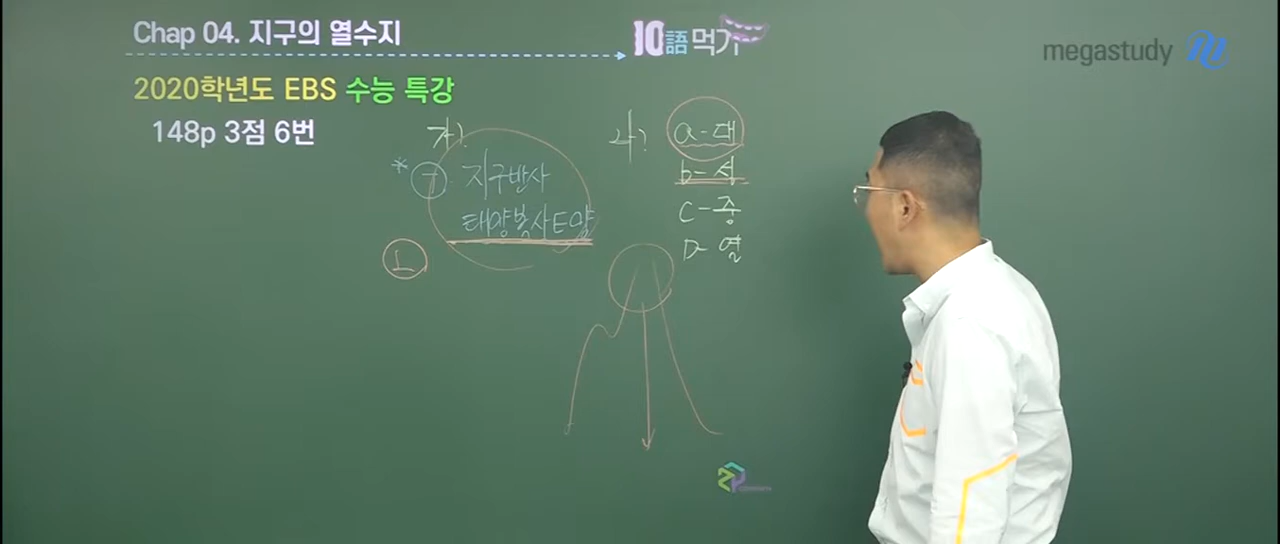 Chap 04. 지구의 열수지
10語먹기
megastudy
2020학년도 EBS 수능 특강
148p 3점 6번
가)
* ㄱ. 지구반사
태양복사E양
ㄴ
나)
a-대
b-석
C-중
D-열